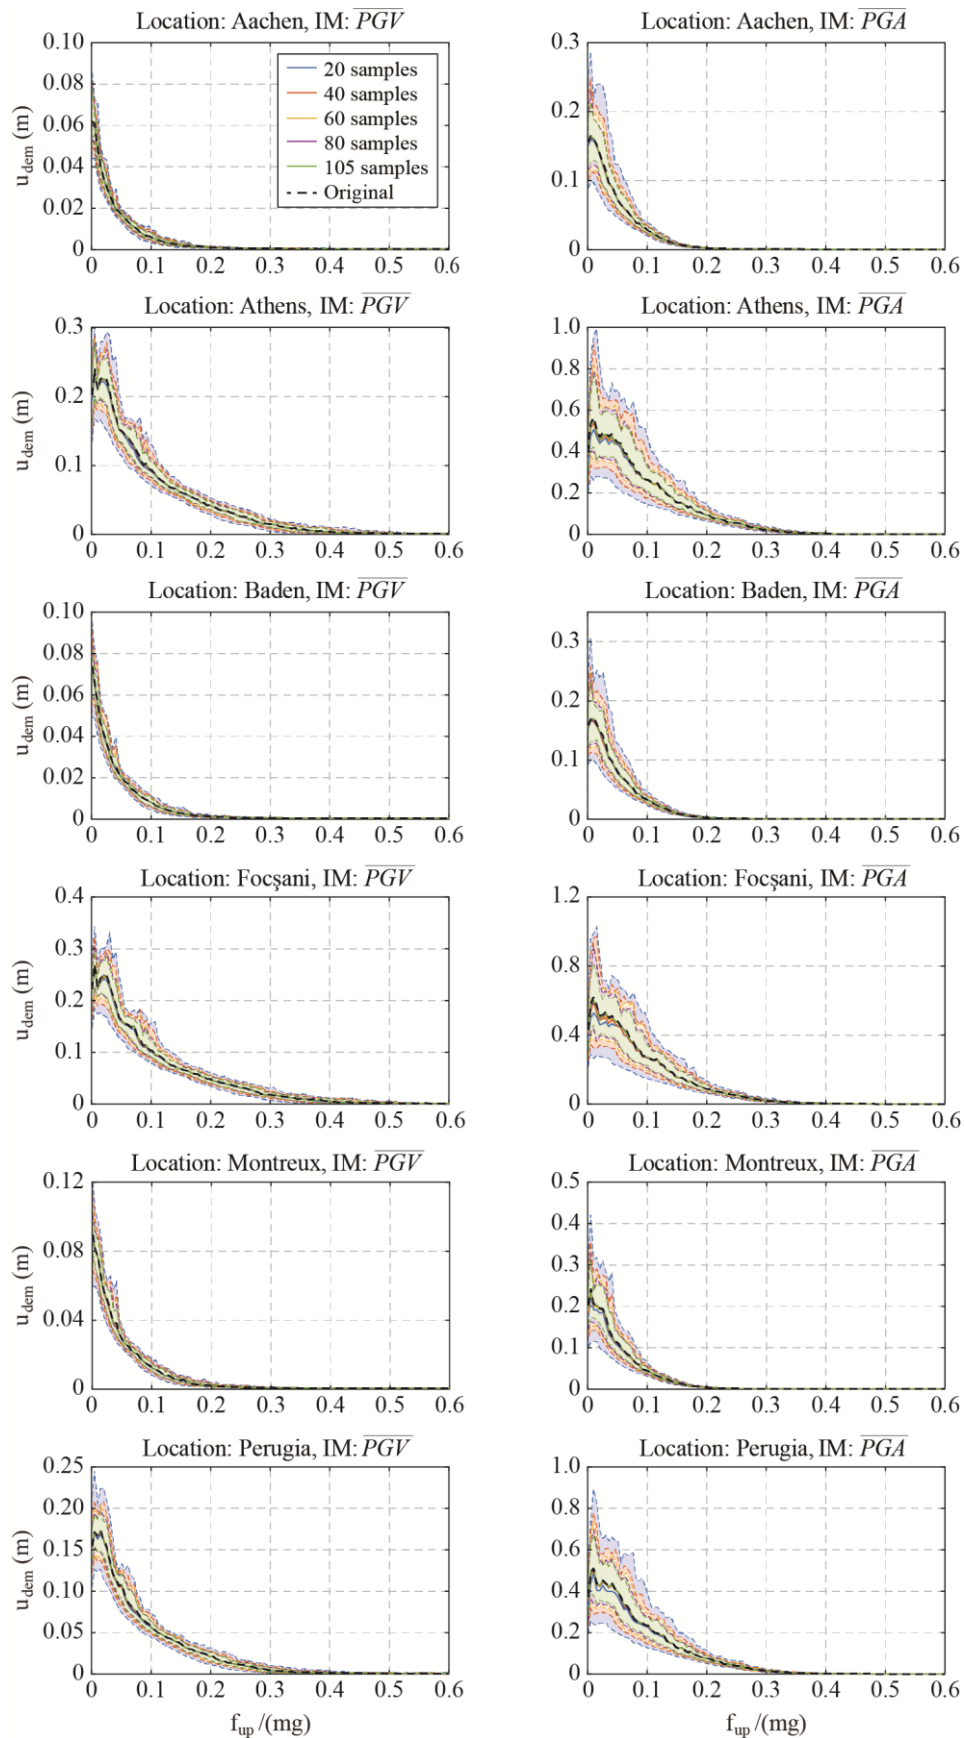 Location: Aachen, IM: PGV
Location: Aachen, IM: PGA
0.10
0.08
0.06
0.04
0.02
0
u_dem (m)
20 samples
40 samples
60 samples
80 samples
105 samples
Original
0 0.1 0.2 0.3 0.4 0.5 0.6
0.3
0.2
0.1
0
0 0.1 0.2 0.3 0.4 0.5 0.6
Location: Athens, IM: PGV
Location: Athens, IM: PGA
0.3
0.2
0.1
0
u_dem (m)
0 0.1 0.2 0.3 0.4 0.5 0.6
1.0
0.8
0.6
0.4
0.2
0
0 0.1 0.2 0.3 0.4 0.5 0.6
Location: Baden, IM: PGV
Location: Baden, IM: PGA
0.10
0.08
0.06
0.04
0.02
0
u_dem (m)
0 0.1 0.2 0.3 0.4 0.5 0.6
0.3
0.2
0.1
0
0 0.1 0.2 0.3 0.4 0.5 0.6
Location: Focşani, IM: PGV
Location: Focşani, IM: PGA
0.4
0.3
0.2
0.1
0
u_dem (m)
0 0.1 0.2 0.3 0.4 0.5 0.6
1.2
0.8
0.4
0
0 0.1 0.2 0.3 0.4 0.5 0.6
Location: Montreux, IM: PGV
Location: Montreux, IM: PGA
0.12
0.08
0.04
0
u_dem (m)
0 0.1 0.2 0.3 0.4 0.5 0.6
0.5
0.4
0.3
0.2
0.1
0
0 0.1 0.2 0.3 0.4 0.5 0.6
Location: Perugia, IM: PGV
Location: Perugia, IM: PGA
0.25
0.20
0.15
0.10
0.05
0
u_dem (m)
0 0.1 0.2 0.3 0.4 0.5 0.6
f_up/(mg)
1.0
0.8
0.6
0.4
0.2
0
0 0.1 0.2 0.3 0.4 0.5 0.6
f_up/(mg)